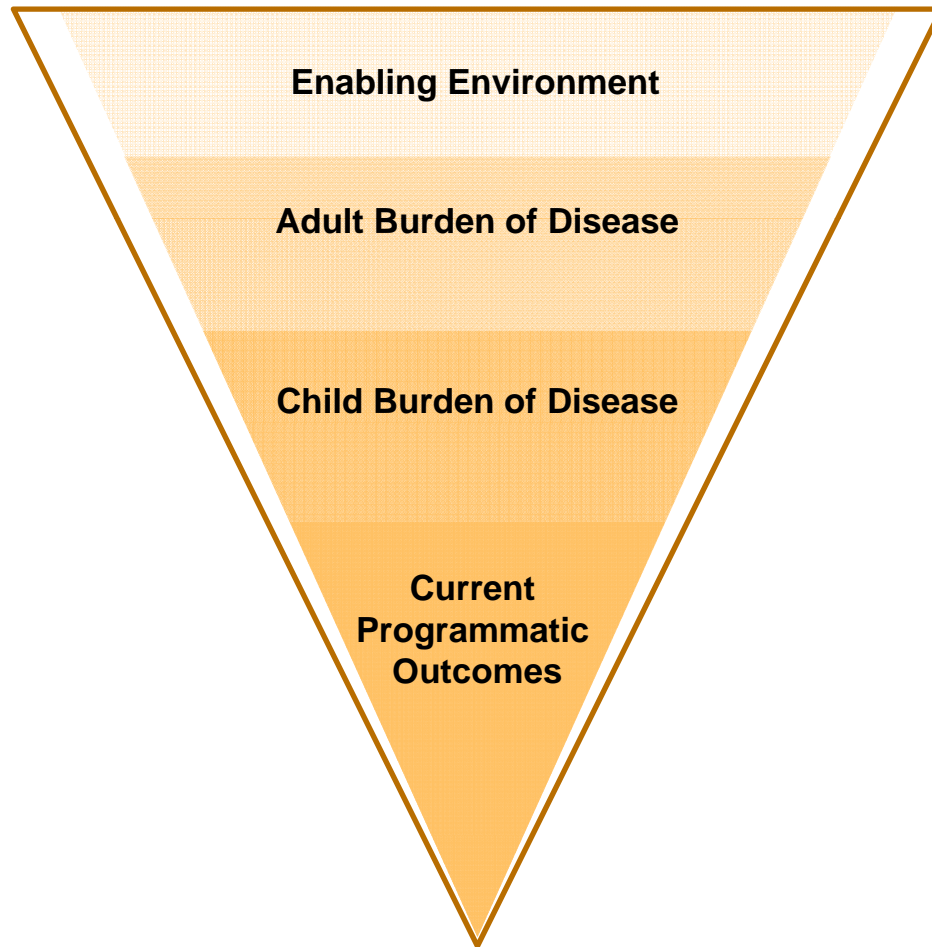 Enabling Environment
Adult Burden of Disease
Child Burden of Disease
Current
Programmatic
Outcomes